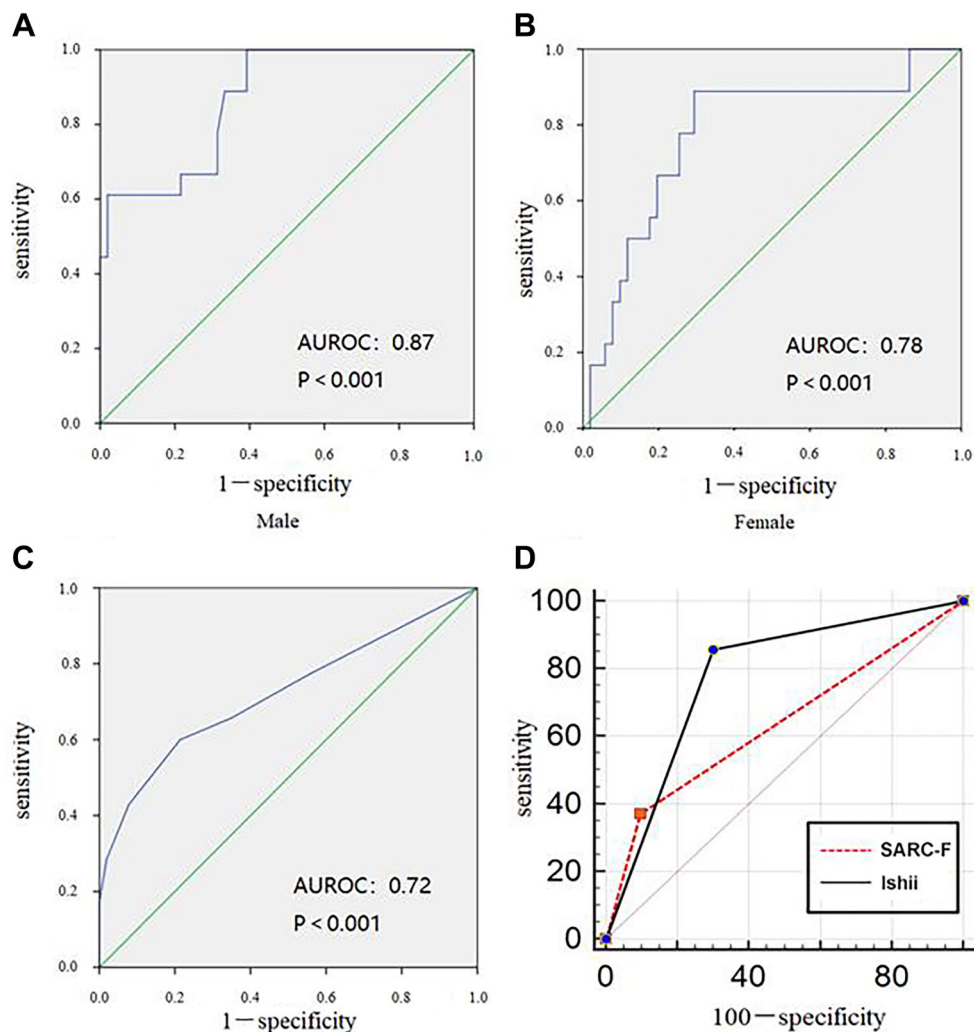 A
1.0
0.8
0.6
0.4
0.2
0.0
sensitivity
AUROC: 0.87
P < 0.001
0.0 0.2 0.4 0.6 0.8 1.0
1－specificity
Male
B
1.0
0.8
0.6
0.4
0.2
0.0
sensitivity
AUROC: 0.78
P < 0.001
0.0 0.2 0.4 0.6 0.8 1.0
1－specificity
Female
C
1.0
0.8
0.6
0.4
0.2
0.0
sensitivity
AUROC: 0.72
P < 0.001
0.0 0.2 0.4 0.6 0.8 1.0
1－specificity
D
100
80
60
40
20
0
sensitivity
SARC-F
Ishii
0 40 80
100－specificity